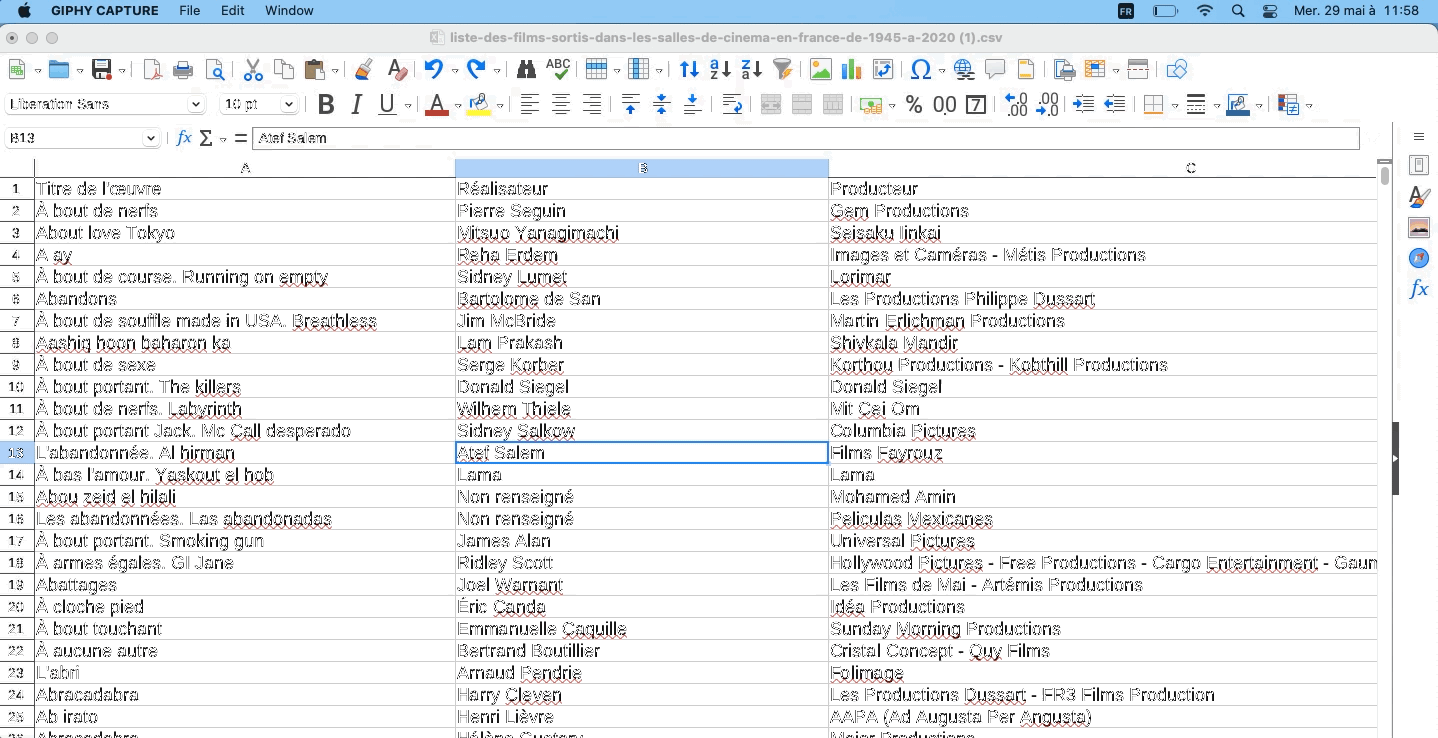 GIPHY CAPTURE File Edit Window FR Mer. 29 mai à 11:58
liste-des-films-sortis-dans-les-salles-de-cinema-en-france-de-1945-a-2020 (1).csv
Liberation Sans 10 pt
B13 Atef Salem
A B C
1 Titre de l'œuvre Réalisateur Producteur
2 À bout de nerfs Pierre Seguin Gem Productions
3 About love Tokyo Mitsuo Yanagimachi Seisaku Iinkai
4 A ay Reha Erdem Images et Caméras - Métis Productions
5 À bout de course. Running on empty Sidney Lumet Lorimar
6 Abandons Bartolome de San Les Productions Philippe Dussart
7 À bout de souffle made in USA. Breathless Jim McBride Martin Erlichman Productions
8 Aashiq hoon baharon ka Lam Prakash Shivkala Mandir
9 À bout de sexe Serge Korber Korthou Productions - Kobthill Productions
10 À bout portant. The killers Donald Siegel Donald Siegel
11 À bout de nerfs. Labyrinth Wilhem Thiele Mit Cei Om
12 À bout portant Jack. Mc Call desperado Sidney Salkow Columbia Pictures
13 L'abandonnée. Al hirman Atef Salem Films Fayrouz
14 À bas l'amour. Yaskout el hob Lama Lama
15 Abou zeid el hilali Non renseigné Mohamed Amin
16 Les abandonnées. Las abandonadas Non renseigné Peliculas Mexicanes
17 À bout portant. Smoking gun James Alan Universal Pictures
18 À armes égales. GI Jane Ridley Scott Hollywood Pictures - Free Productions - Cargo Entertainment - Gaum
19 Abattages Joel Warnant Les Films de Mai - Artémis Productions
20 À cloche pied Éric Canda Idéa Productions
21 À bout touchant Emmanuelle Caquille Sunday Morning Productions
22 À aucune autre Bertrand Boutillier Cristal Concept - Quy Films
23 L'abri Arnaud Pendrie Folimage
24 Abracadabra Harry Cleven Les Productions Dussart - FR3 Films Production
25 Ab irato Henri Lièvre AAPA (Ad Augusta Per Angusta)
26 Abracadabra Hélène Guetary Major Productions